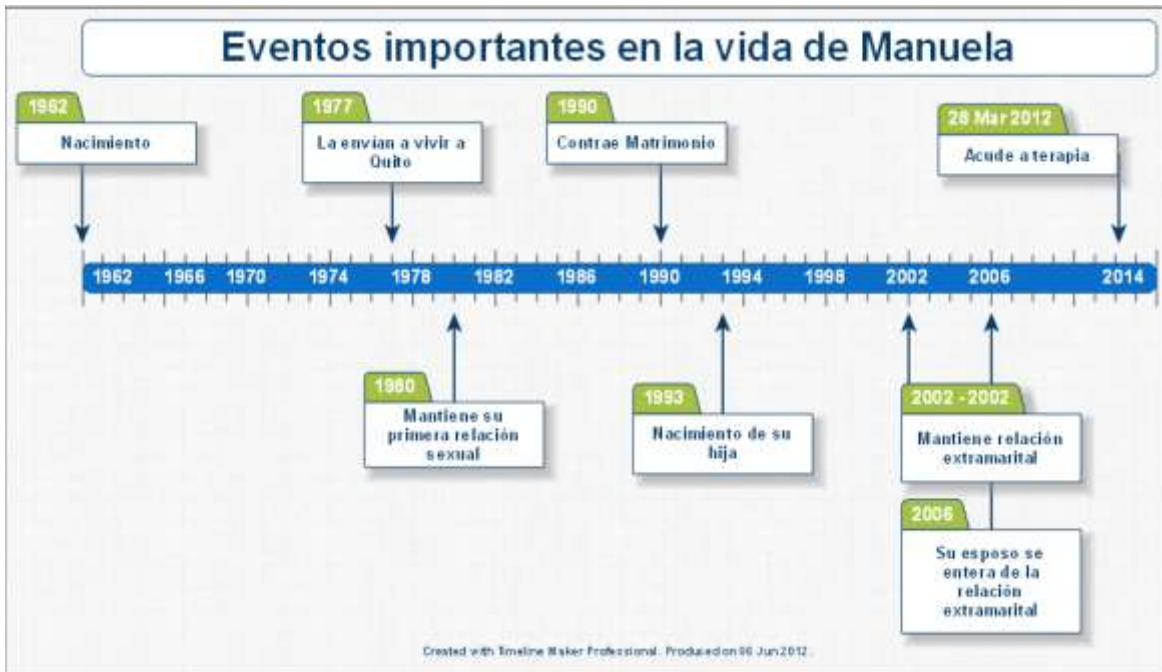 Eventos importantes en la vida de Manuela
1962
Nacimiento
1977
La envían a vivir a
Quito
1990
Contrae Matrimonio
28 Mar 2012
Acude a terapia
1962 1966 1970 1974 1978 1982 1986 1990 1994 1998 2002 2006 2014
1980
Mantiene su
primera relación
sexual
1993
Nacimiento de su
hija
2002 - 2002
Mantiene relación
extramarital
2006
Su esposo se
entera de la
relación
extramarital
Created with Timeline Maker Professional. Produced on 06 Jun 2012.